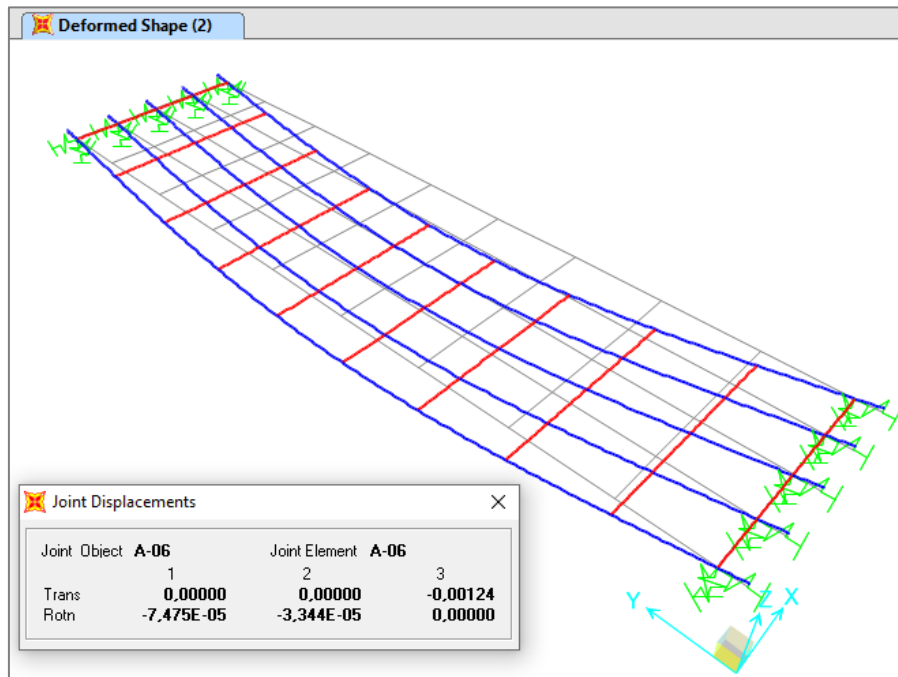 Deformed Shape (2)
Joint Displacements
Joint Object A-06 Joint Element A-06
1 2 3
Trans 0,00000 0,00000 -0,00124
Rotn -7,475E-05 -3,344E-05 0,00000
Y Z X